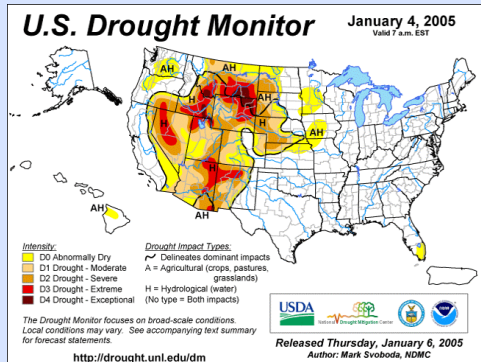 U.S. Drought Monitor
January 4, 2005
Valid 7 a.m. EST
AH
AH
AH
H
H
AH
H
H
H
AH
AH
Intensity:
D0 Abnormally Dry
D1 Drought - Moderate
D2 Drought - Severe
D3 Drought - Extreme
D4 Drought - Exceptional
Drought Impact Types:
Delineates dominant impacts
A = Agricultural (crops, pastures,
grasslands)
H = Hydrological (water)
(No type = Both impacts)
The Drought Monitor focuses on broad-scale conditions.
Local conditions may vary. See accompanying text summary
for forecast statements.
http://drought.unl.edu/dm
USDA
National Drought Mitigation Center
Released Thursday, January 6, 2005
Author: Mark Svoboda, NDMC